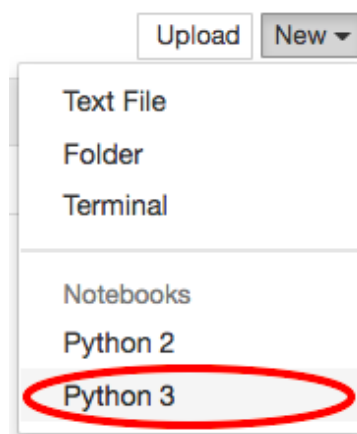 Upload New
Text File
Folder
Terminal
Notebooks
Python 2
Python 3